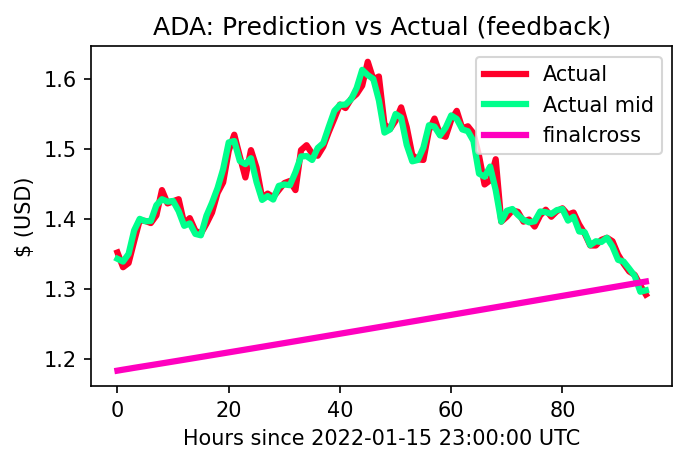 ADA: Prediction vs Actual (feedback)
Actual
Actual mid
finalcross
$ (USD)
1.6
1.5
1.4
1.3
1.2
0 20 40 60 80
Hours since 2022-01-15 23:00:00 UTC